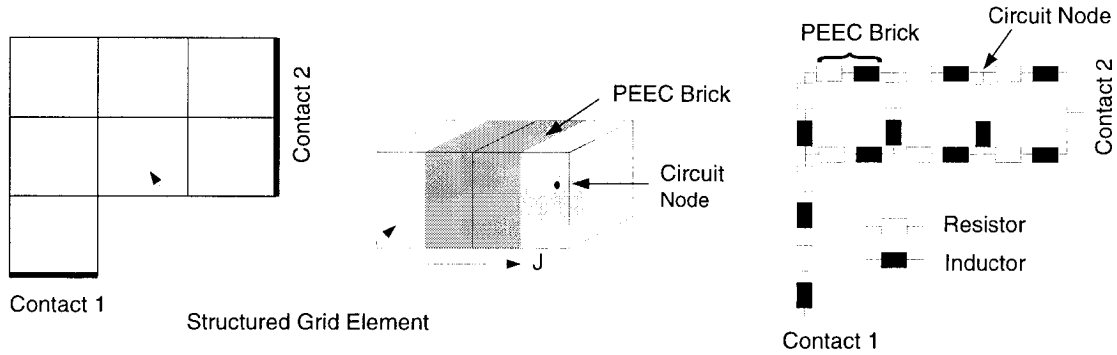 Contact 2
Contact 1
Structured Grid Element
PEEC Brick
Circuit
Node
J
PEEC Brick
Circuit Node
Contact 2
Resistor
Inductor
Contact 1